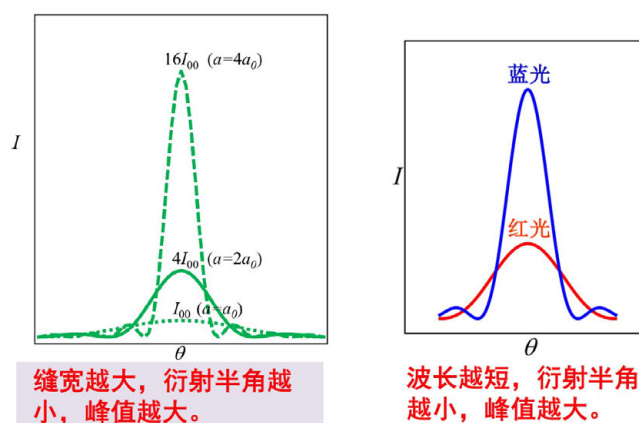 16I₀₀ (a=4a₀)
I
4I₀₀ (a=2a₀)
I₀₀ (a=a₀)
θ
缝宽越大，衍射半角越
小，峰值越大。
蓝光
I
红光
θ
波长越短，衍射半角
越小，峰值越大。